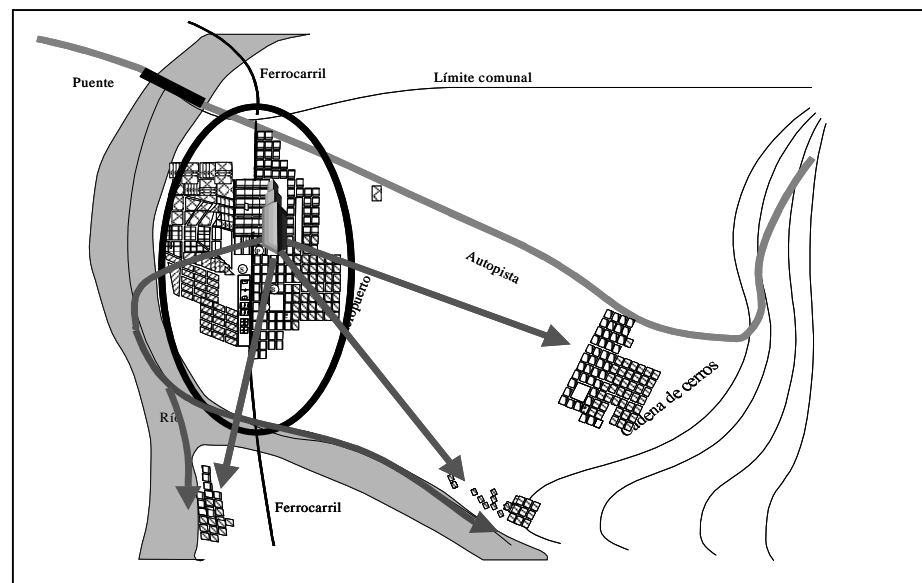 Ferrocarril
Límite comunal
Puente
Autopista
Cadena de cerros
Ferrocarril